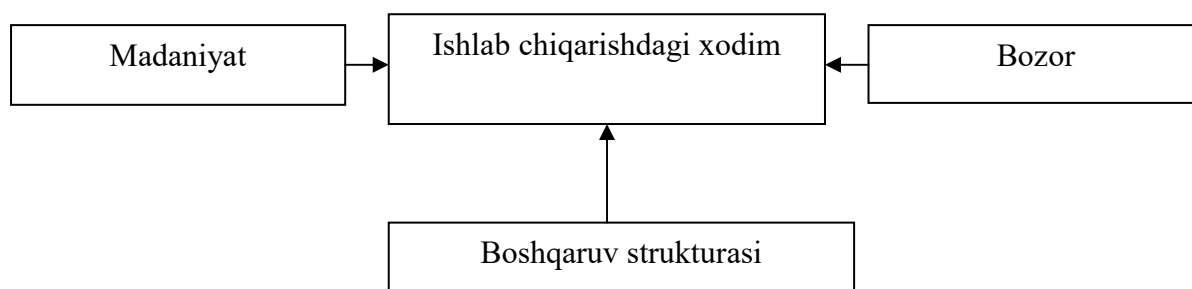 Madaniyat
Ishlab chiqarishdagi xodim
Bozor
Boshqaruv strukturasi